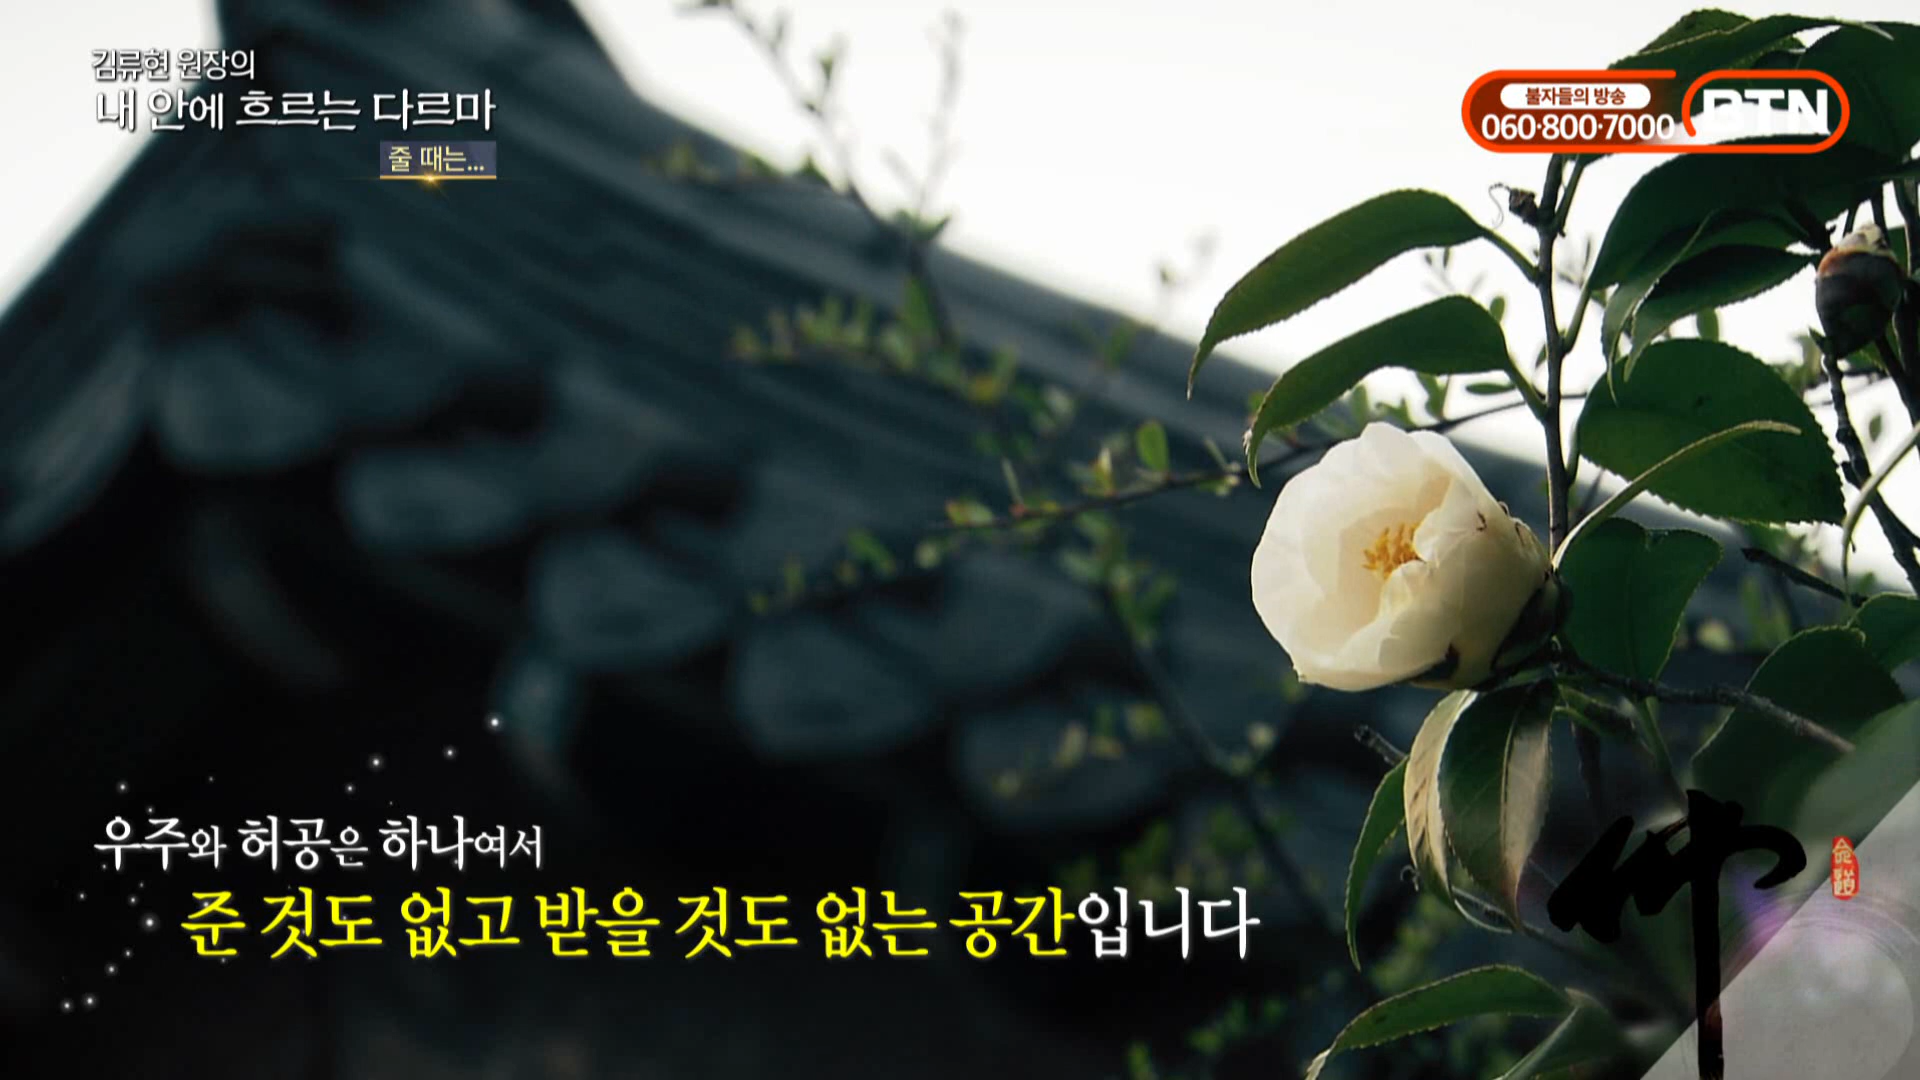 김류현 원장의
내 안에 흐르는 다르마
줄 때는...
불자들의 방송
060·800·7000
BTN
우주와 허공은 하나여서
준 것도 없고 받을 것도 없는 공간입니다